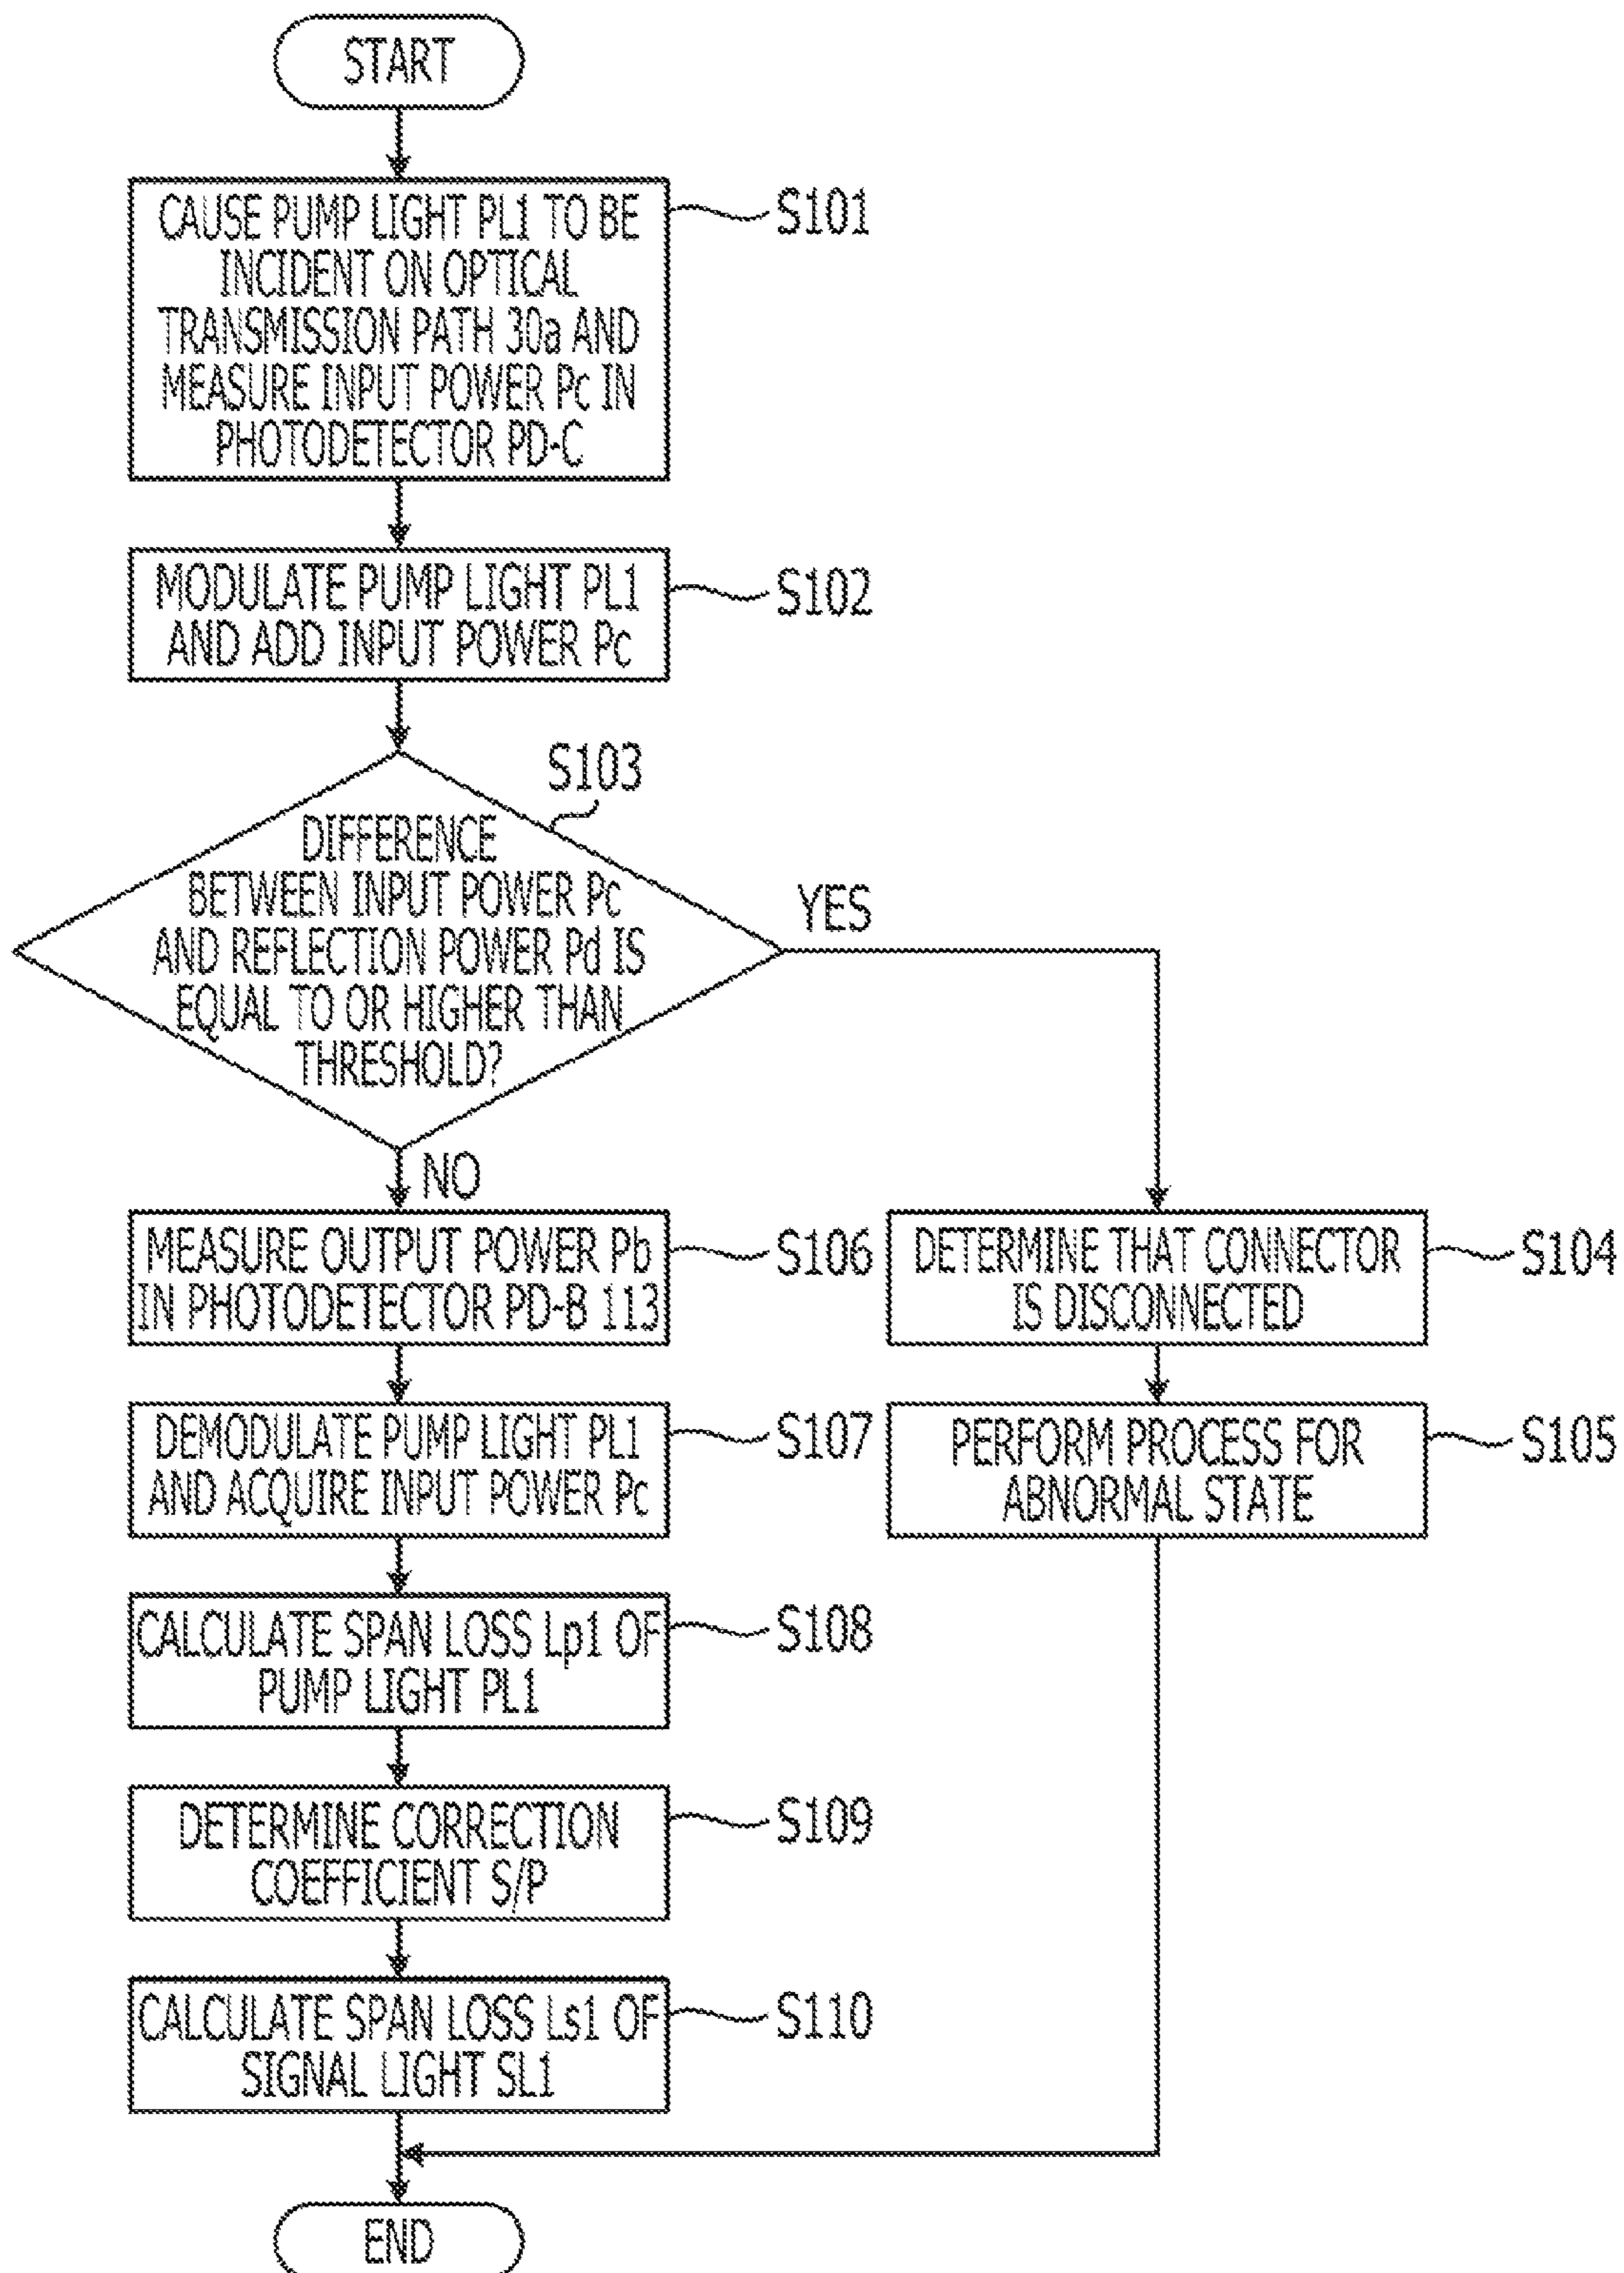 START
CAUSE PUMP LIGHT PL1 TO BE
INCIDENT ON OPTICAL
TRANSMISSION PATH 30a AND
MEASURE INPUT POWER Pc IN
PHOTODETECTOR PD-C
S101
MODULATE PUMP LIGHT PL1
AND ADD INPUT POWER Pc
S102
S103
DIFFERENCE
BETWEEN INPUT POWER Pc
AND REFLECTION POWER Pd IS
EQUAL TO OR HIGHER THAN
THRESHOLD?
YES
NO
MEASURE OUTPUT POWER Pb
IN PHOTODETECTOR PD-B 113
S106
DETERMINE THAT CONNECTOR
IS DISCONNECTED
S104
DEMODULATE PUMP LIGHT PL1
AND ACQUIRE INPUT POWER Pc
S107
PERFORM PROCESS FOR
ABNORMAL STATE
S105
CALCULATE SPAN LOSS Lp1 OF
PUMP LIGHT PL1
S108
DETERMINE CORRECTION
COEFFICIENT S/P
S109
CALCULATE SPAN LOSS Ls1 OF
SIGNAL LIGHT SL1
S110
END